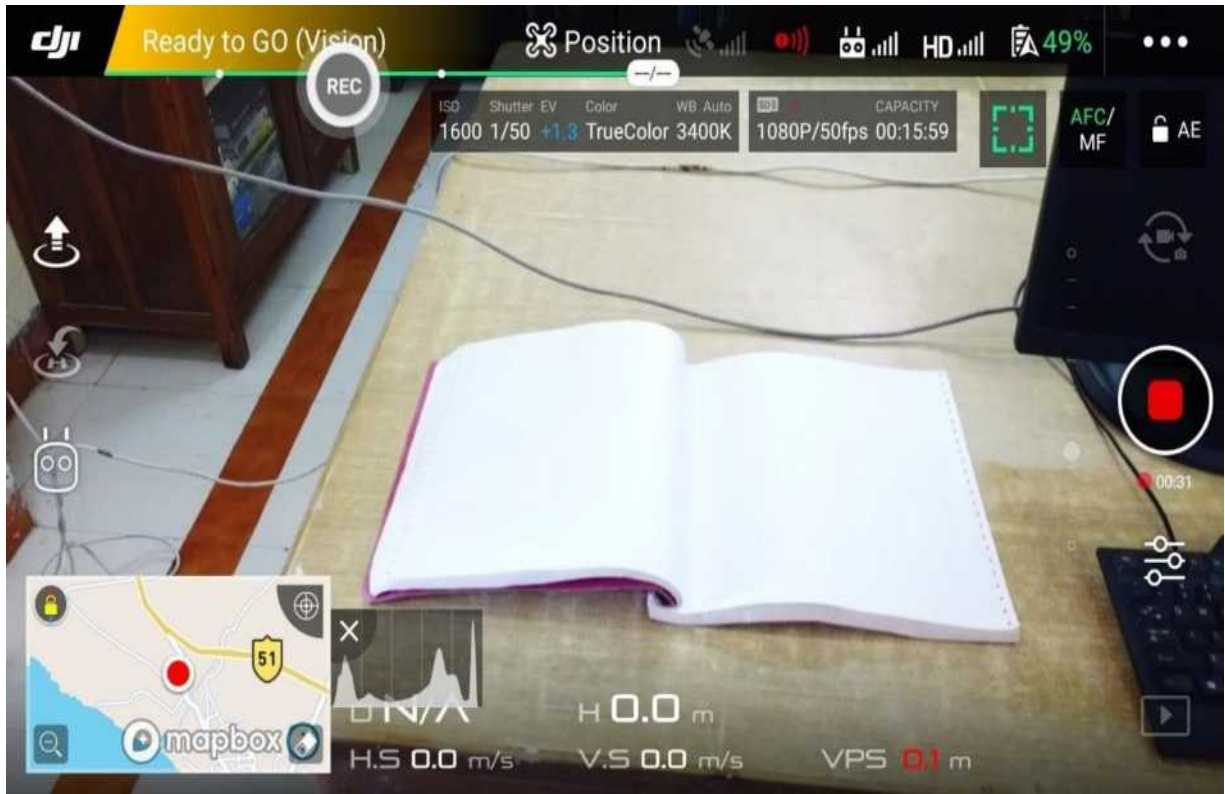 dji Ready to GO (Vision) Position HD 49%
REC
--/--
ISO Shutter EV Color WB Auto CAPACITY
1600 1/50 +1.3 TrueColor 3400K 1080P/50fps 00:15:59
AFC/
MF
AE
00:31
51
mapbox
D N/A H 0.0 m
H.S 0.0 m/s V.S 0.0 m/s VPS 0.1 m